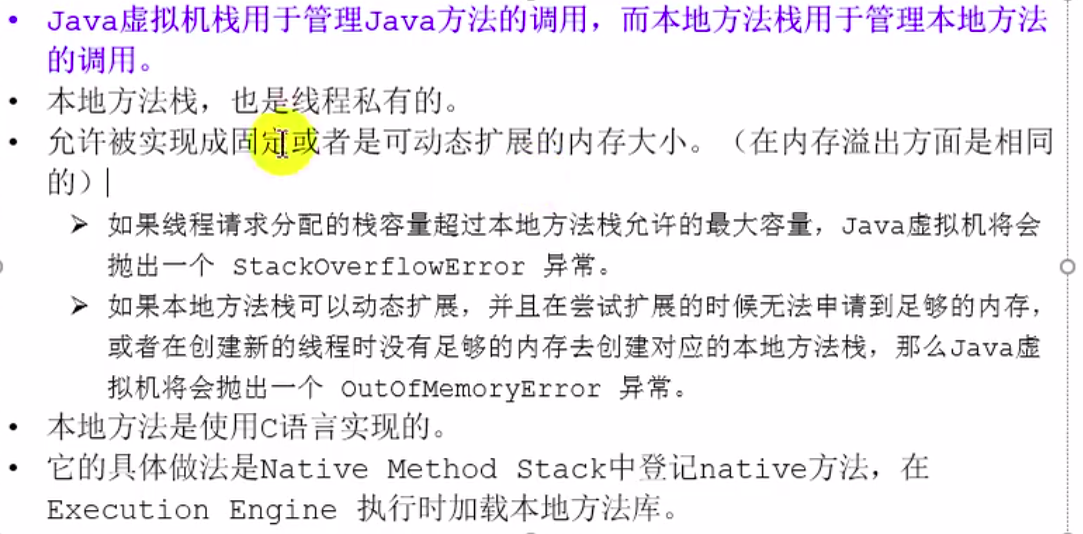 • Java虚拟机栈用于管理Java方法的调用，而本地方法栈用于管理本地方法
的调用。
• 本地方法栈，也是线程私有的。
• 允许被实现成固定或者是可动态扩展的内存大小。（在内存溢出方面是相同
的）
➢ 如果线程请求分配的栈容量超过本地方法栈允许的最大容量，Java虚拟机将会
抛出一个 StackOverflowError 异常。
➢ 如果本地方法栈可以动态扩展，并且在尝试扩展的时候无法申请到足够的内存，
或者在创建新的线程时没有足够的内存去创建对应的本地方法栈，那么Java虚
拟机将会抛出一个 OutOfMemoryError 异常。
• 本地方法是使用C语言实现的。
• 它的具体做法是Native Method Stack中登记native方法，在
Execution Engine 执行时加载本地方法库。